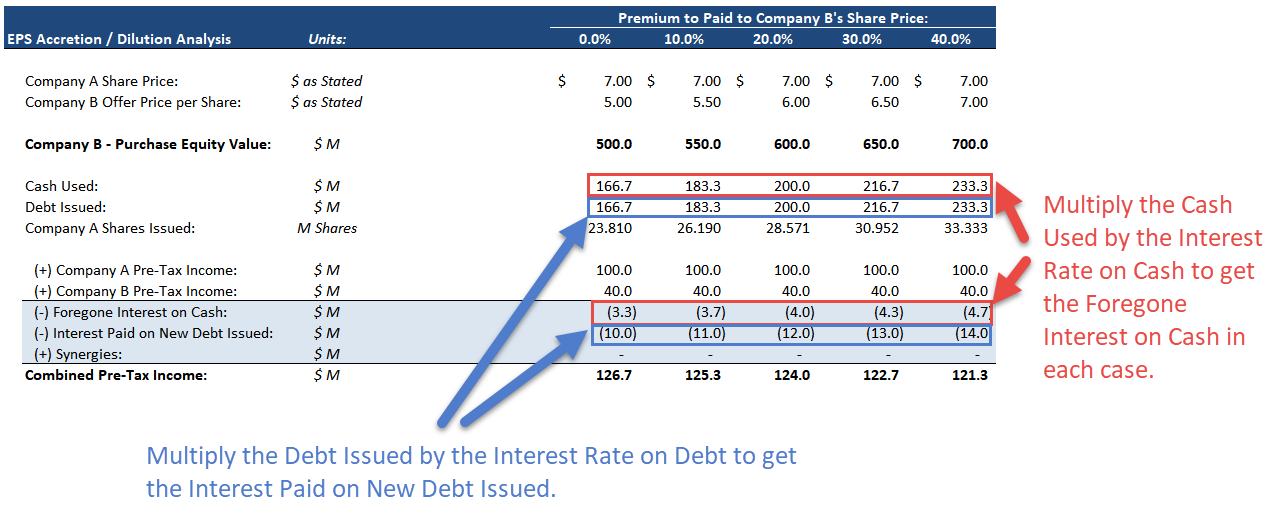 Premium to Paid to Company B's Share Price:
EPS Accretion / Dilution Analysis Units: 0.0% 10.0% 20.0% 30.0% 40.0%
Company A Share Price: $ as Stated $ 7.00 $ 7.00 $ 7.00 $ 7.00 $ 7.00
Company B Offer Price per Share: $ as Stated 5.00 5.50 6.00 6.50 7.00
Company B - Purchase Equity Value: $ M 500.0 550.0 600.0 650.0 700.0
Cash Used: $ M 166.7 183.3 200.0 216.7 233.3
Debt Issued: $ M 166.7 183.3 200.0 216.7 233.3
Company A Shares Issued: M Shares 23.810 26.190 28.571 30.952 33.333
(+) Company A Pre-Tax Income: $ M 100.0 100.0 100.0 100.0 100.0
(+) Company B Pre-Tax Income: $ M 40.0 40.0 40.0 40.0 40.0
(-) Foregone Interest on Cash: $ M (3.3) (3.7) (4.0) (4.3) (4.7)
(-) Interest Paid on New Debt Issued: $ M (10.0) (11.0) (12.0) (13.0) (14.0)
(+) Synergies: $ M - - - - -
Combined Pre-Tax Income: $ M 126.7 125.3 124.0 122.7 121.3
Multiply the Cash
Used by the Interest
Rate on Cash to get
the Foregone
Interest on Cash in
each case.
Multiply the Debt Issued by the Interest Rate on Debt to get
the Interest Paid on New Debt Issued.